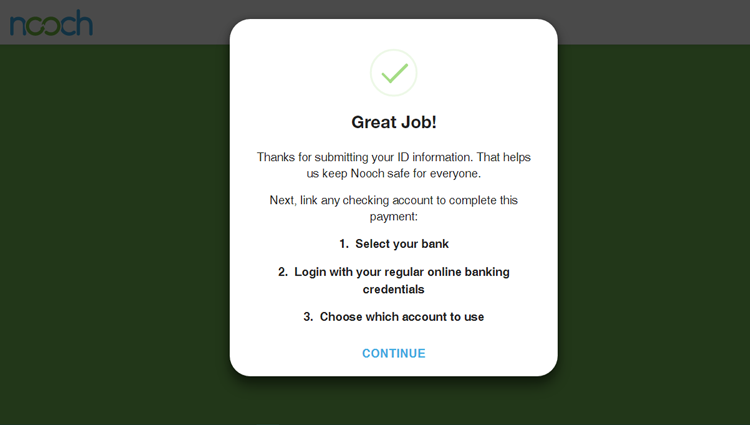 nooch
Great Job!
Thanks for submitting your ID information. That helps
us keep Nooch safe for everyone.
Next, link any checking account to complete this
payment:
1. Select your bank
2. Login with your regular online banking
credentials
3. Choose which account to use
CONTINUE